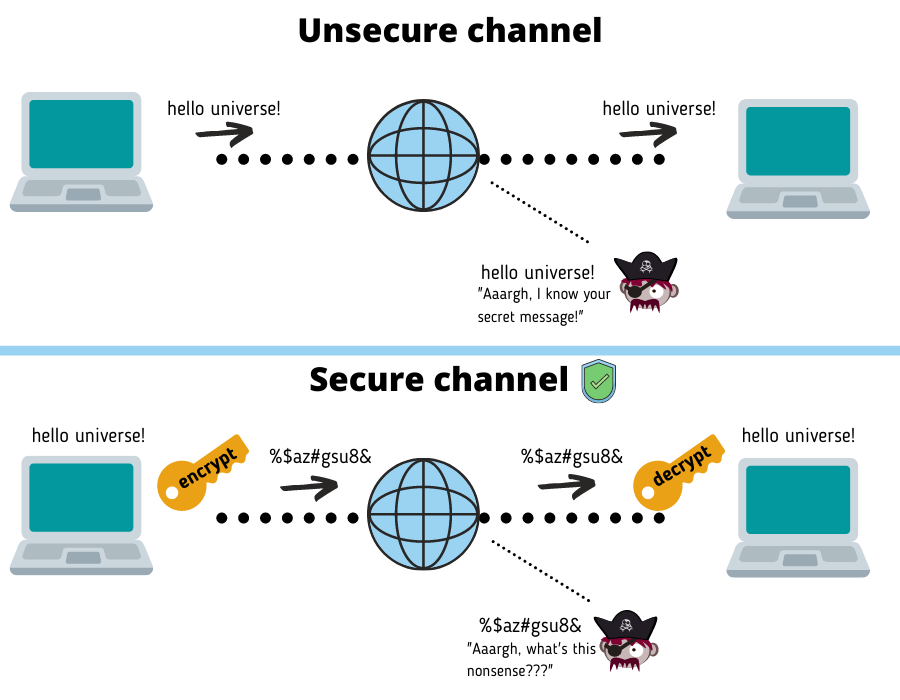 Unsecure channel
hello universe!
hello universe!
hello universe!
"Aaargh, I know your
secret message!"
Secure channel
hello universe!
encrypt
%$az#gsu8&
%$az#gsu8&
decrypt
hello universe!
%$az#gsu8&
"Aaargh, what's this
nonsense???"